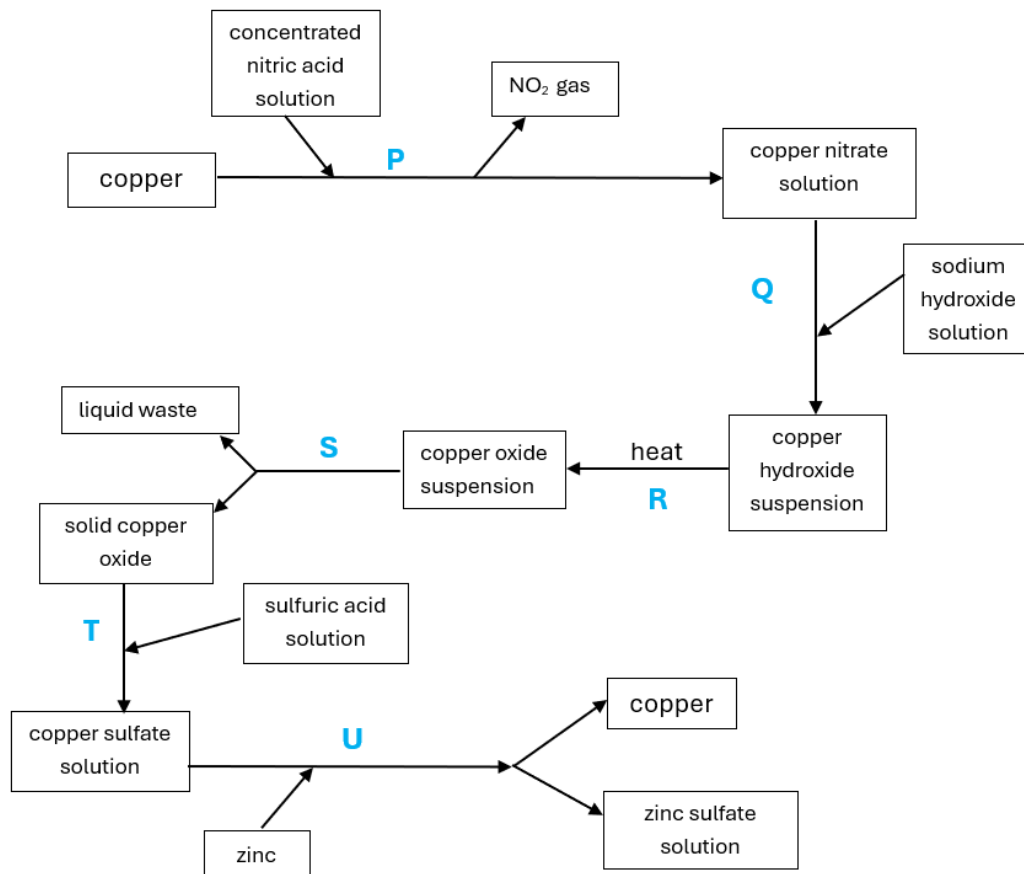 concentrated
nitric acid
solution
NO₂ gas
P
copper
copper nitrate
solution
Q
sodium
hydroxide
solution
liquid waste
S
copper oxide
suspension
heat
R
copper
hydroxide
suspension
solid copper
oxide
T
sulfuric acid
solution
copper sulfate
solution
U
copper
zinc sulfate
solution
zinc